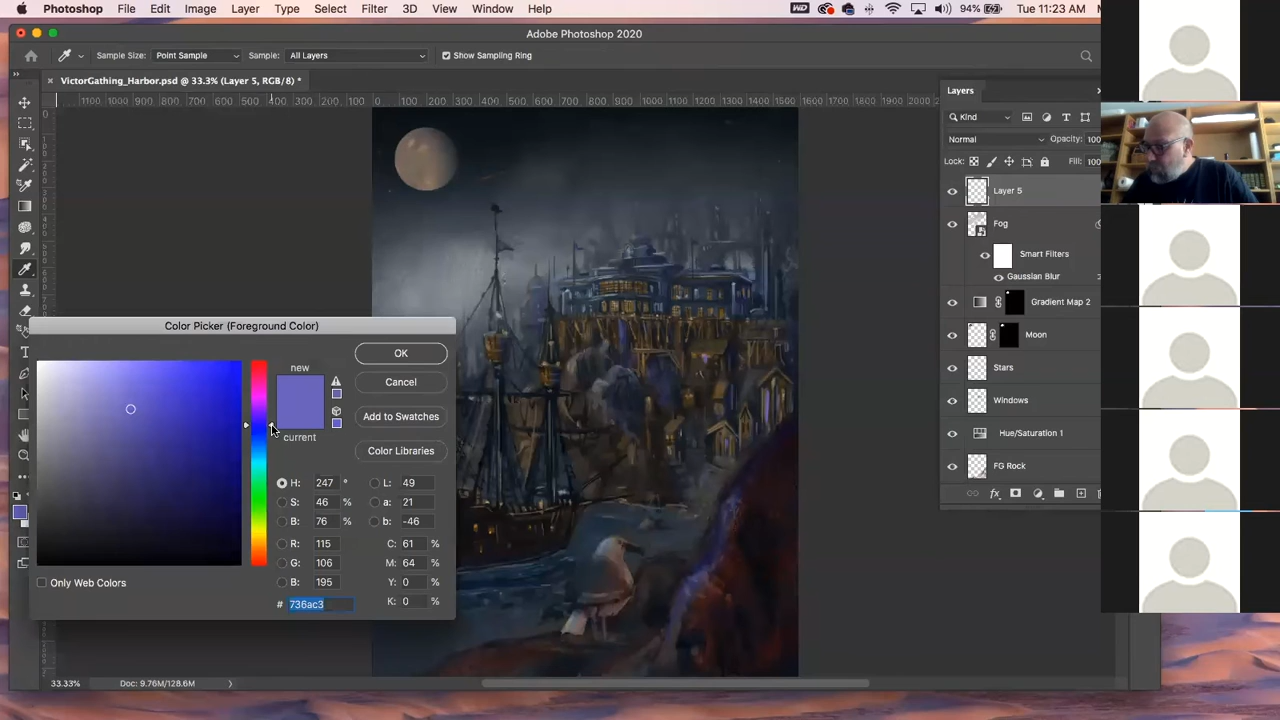 Photoshop File Edit Image Layer Type Select Filter 3D View Window Help 94% Tue 11:23 AM
Adobe Photoshop 2020
Sample Size: Point Sample Sample: All Layers Show Sampling Ring
VictorGathing_Harbor.psd @ 33.3% (Layer 5, RGB/8) *
1100 1000 900 800 700 600 500 400 300 200 100 0 100 200 300 400 500 600 700 800 900 1000 1100 1200 1300 1400 1500 1600 1700 1800 1900 2000
Layers
Kind
Normal Opacity: 100
Lock: Fill: 100
Layer 5
Fog
Smart Filters
Gaussian Blur
Gradient Map 2
Moon
Stars
Windows
Hue/Saturation 1
FG Rock
Color Picker (Foreground Color)
new
current
OK
Cancel
Add to Swatches
Color Libraries
H: 247 ° L: 49
S: 46 % a: 21
B: 76 % b: -46
R: 115 C: 61 %
G: 106 M: 64 %
B: 195 Y: 0 %
# 736ac3 K: 0 %
Only Web Colors
33.33% Doc: 9.76M/128.6M